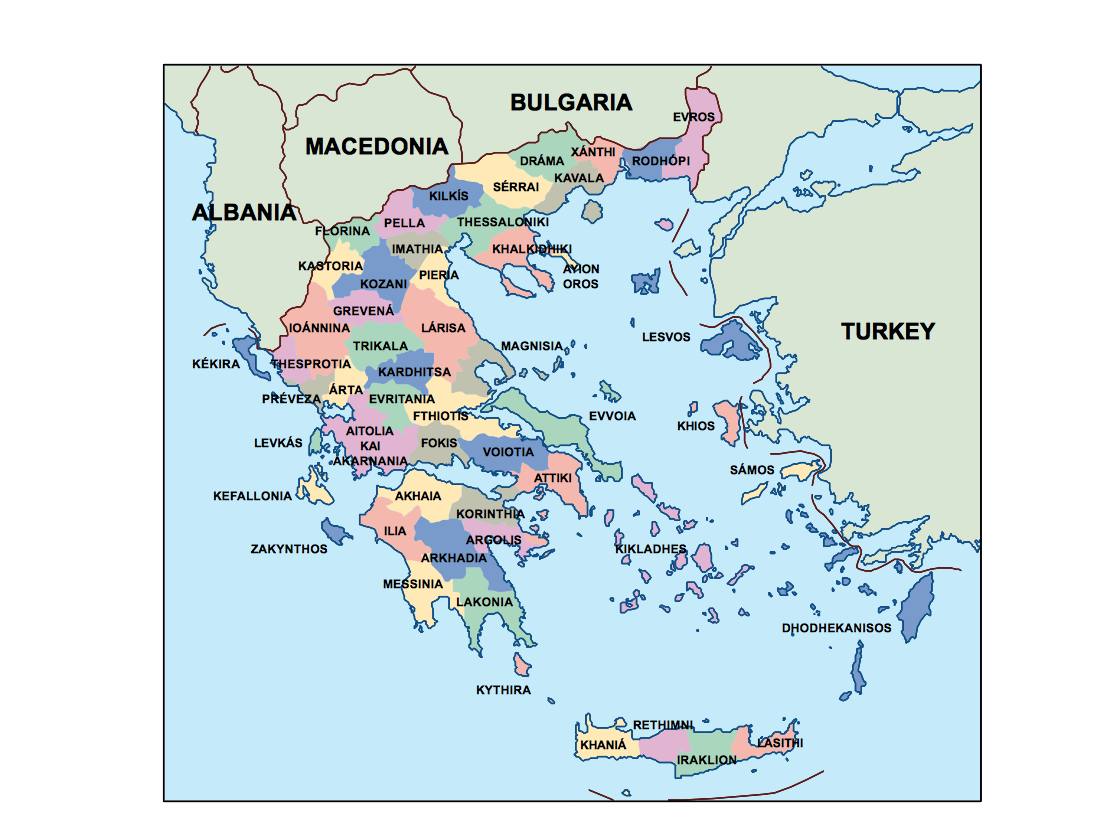 BULGARIA
EVROS
MACEDONIA
XÁNTHI
DRÁMA
RODHÓPI
KAVALA
SÉRRAI
KILKÍS
ALBANIA
PELLA
THESSALONIKI
FLORINA
IMATHIA
KHALKIDHIKI
KASTORIA
PIERIA
AYION
OROS
KOZANI
GREVENÁ
IOÁNNINA
LÁRISA
TURKEY
LESVOS
TRIKALA
MAGNISIA
KÉKIRA
THESPROTIA
KARDHITSA
ÁRTA
PRÉVEZA
EVRITANIA
FTHIOTIS
EVVOIA
KHIOS
AITOLIA
KAI
AKARNANIA
LEVKÁS
FOKIS
VOIOTIA
SÁMOS
ATTIKI
KEFALLONIA
AKHAIA
KORINTHIA
ILIA
ARGOLIS
ZAKYNTHOS
KIKLADHES
ARKHADIA
MESSINIA
LAKONIA
DHODHEKANISOS
KYTHIRA
RETHIMNI
KHANIÁ
LASITHI
IRAKLION